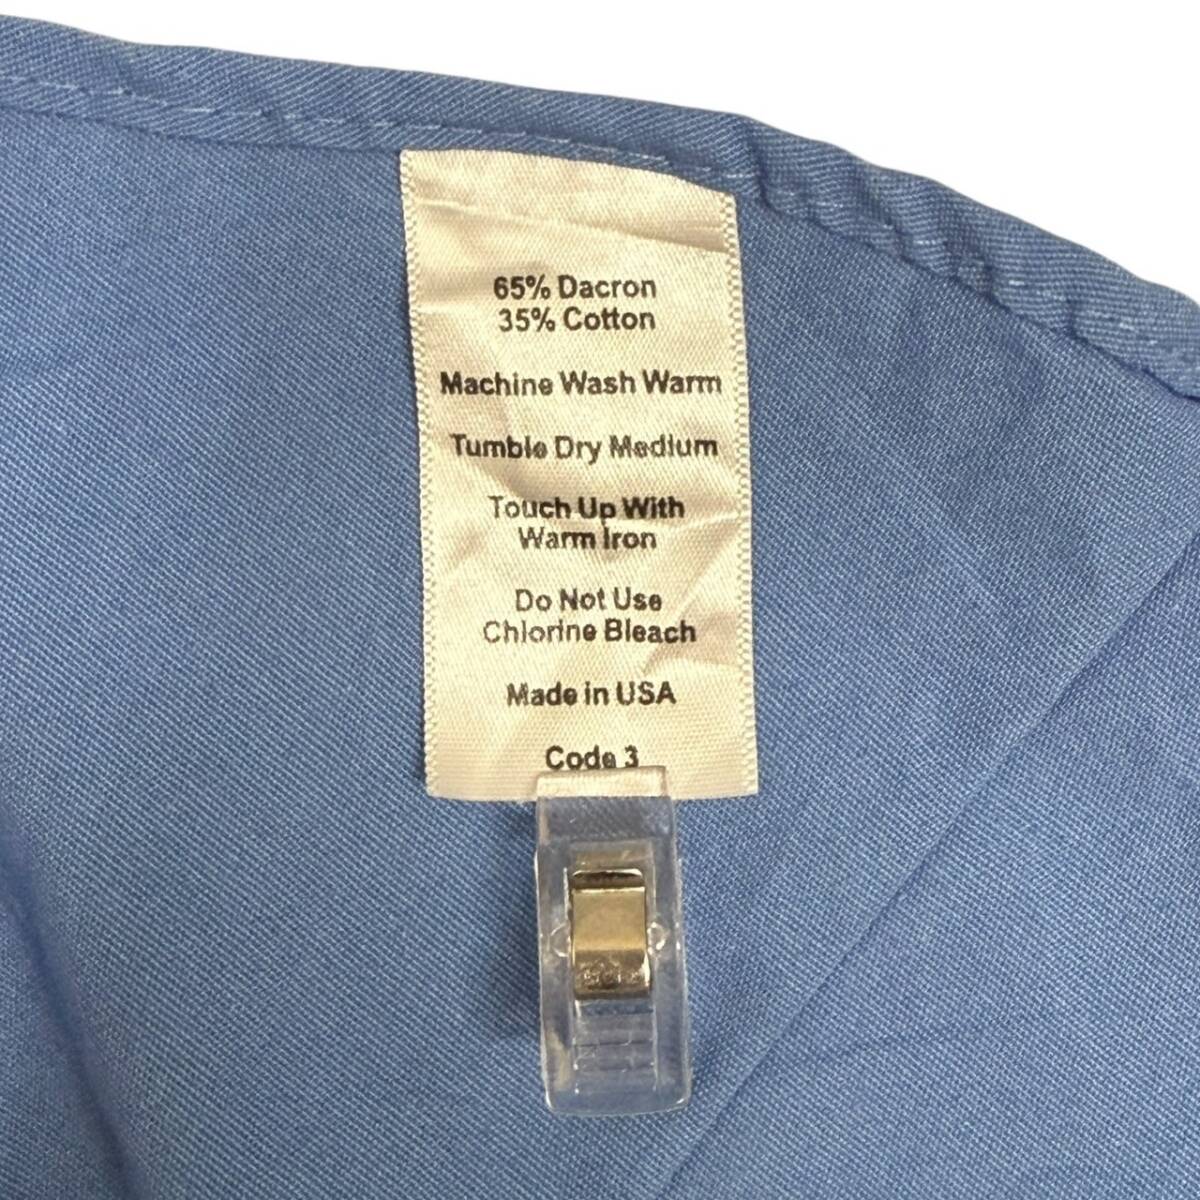 65% Dacron
35% Cotton
Machine Wash Warm
Tumble Dry Medium
Touch Up With
Warm Iron
Do Not Use
Chlorine Bleach
Made in USA
Code 3